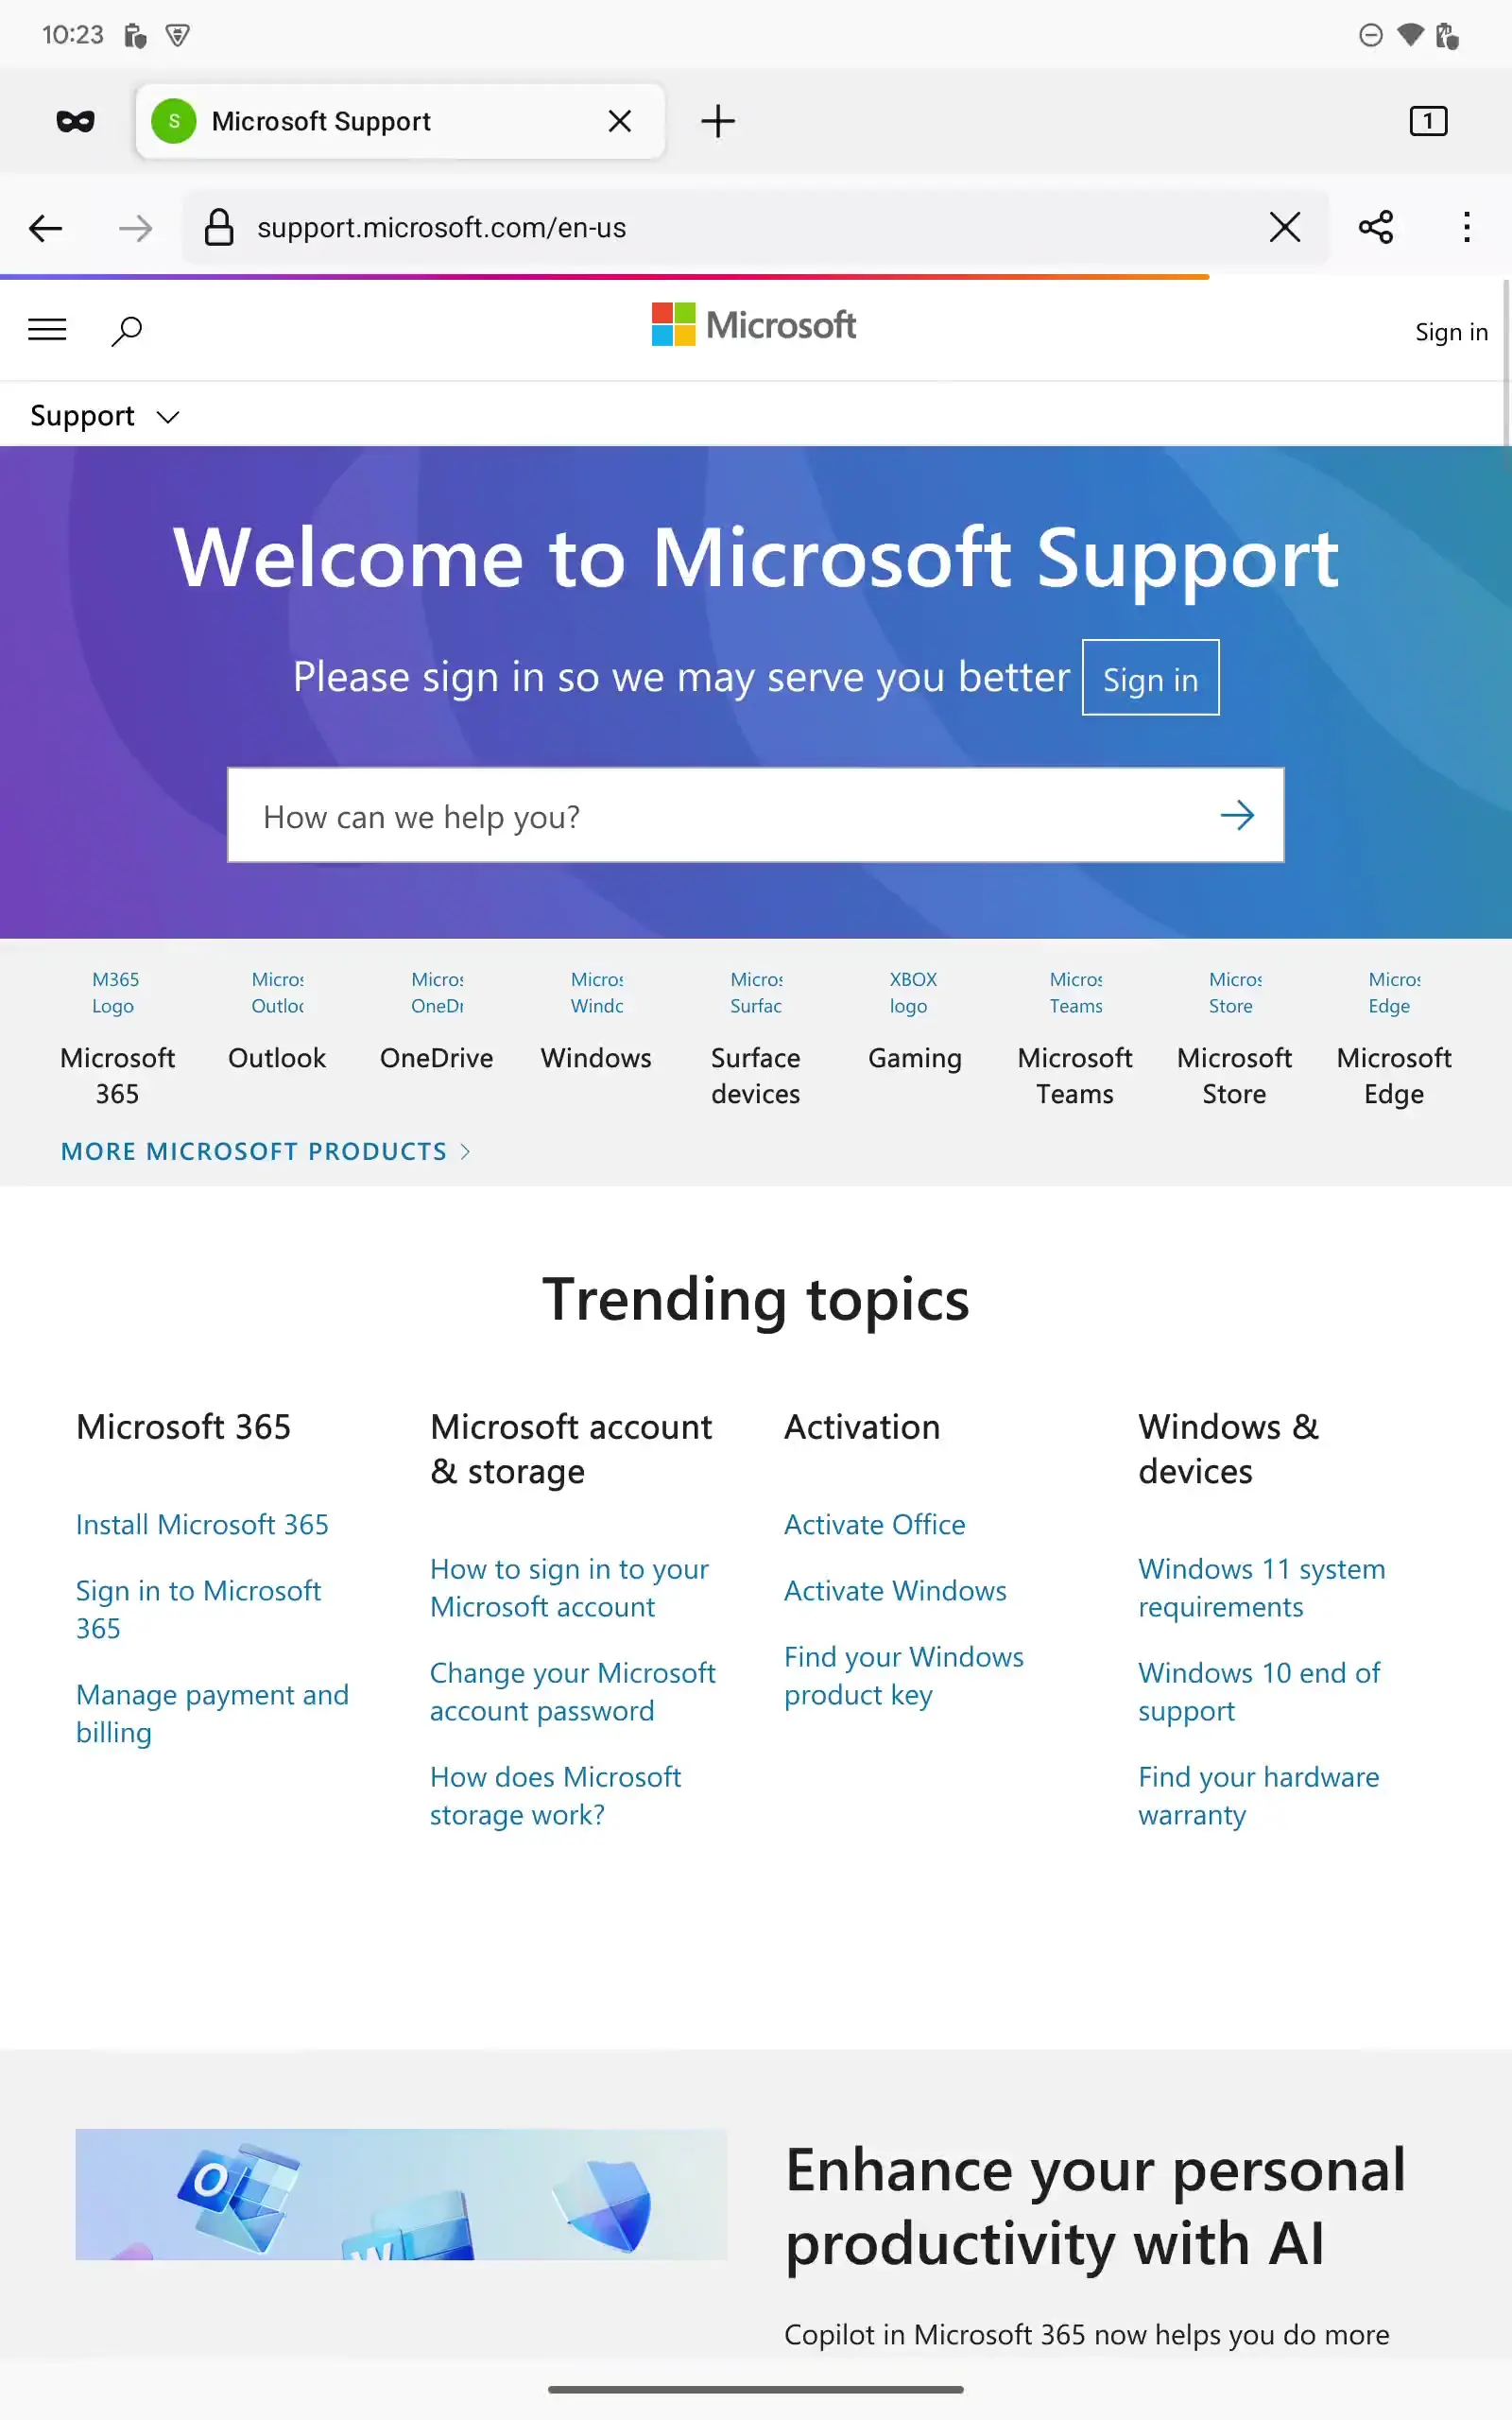 10:23
S Microsoft Support
1
support.microsoft.com/en-us
Microsoft
Sign in
Support
Welcome to Microsoft Support
Please sign in so we may serve you better Sign in
How can we help you?
M365 Logo
Microsoft 365
Micros Outloo
Outlook
Micros OneDr
OneDrive
Micros Windo
Windows
Micros Surfac
Surface devices
XBOX logo
Gaming
Micros Teams
Microsoft Teams
Micros Store
Microsoft Store
Micros Edge
Microsoft Edge
MORE MICROSOFT PRODUCTS
Trending topics
Microsoft 365
Install Microsoft 365
Sign in to Microsoft
365
Manage payment and
billing
Microsoft account
& storage
How to sign in to your
Microsoft account
Change your Microsoft
account password
How does Microsoft
storage work?
Activation
Activate Office
Activate Windows
Find your Windows
product key
Windows &
devices
Windows 11 system
requirements
Windows 10 end of
support
Find your hardware
warranty
O
W
Enhance your personal
productivity with AI
Copilot in Microsoft 365 now helps you do more